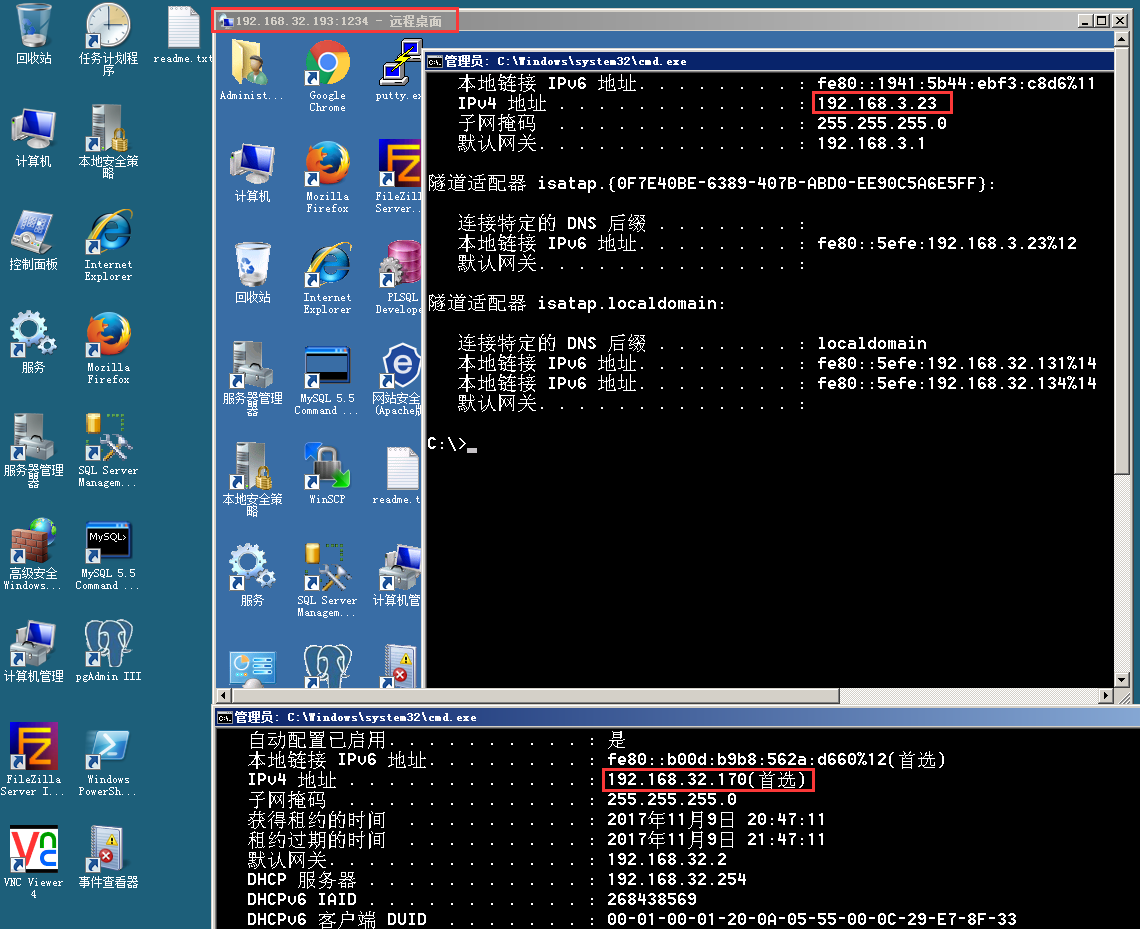 回收站
任务计划程
序
readme.txt
计算机
本地安全策
略
控制面板
Internet
Explorer
服务
Mozilla
Firefox
服务器管理
器
SQL Server
Managem...
高级安全
Windows...
MySQL>
MySQL 5.5
Command ...
计算机管理
pgAdmin III
FileZilla
Server I...
Windows
PowerSh...
VNC Viewer
4
事件查看器
192.168.32.193:1234 - 远程桌面
Administ...
Google
Chrome
putty.ex
计算机
Mozilla
Firefox
FileZil
Server..
回收站
Internet
Explorer
PLSQL
Develope
服务器管理
器
MySQL 5.5
Command ...
网站安全
(Apache版
本地安全策
略
WinSCP
readme.t
服务
SQL Server
Managem...
计算机管
管理员: C:\Windows\system32\cmd.exe
本地链接 IPv6 地址. . . . . . . . : fe80::1941:5b44:ebf3:c8d6%11
IPv4 地址 . . . . . . . . . . . . : 192.168.3.23
子网掩码 . . . . . . . . . . . . : 255.255.255.0
默认网关. . . . . . . . . . . . . : 192.168.3.1
隧道适配器 isatap.{0F7E40BE-6389-407B-ABD0-EE90C5A6E5FF}:
连接特定的 DNS 后缀 . . . . . . . :
本地链接 IPv6 地址. . . . . . . . : fe80::5efe:192.168.3.23%12
默认网关. . . . . . . . . . . . . :
隧道适配器 isatap.localdomain:
连接特定的 DNS 后缀 . . . . . . . : localdomain
本地链接 IPv6 地址. . . . . . . . : fe80::5efe:192.168.32.131%14
本地链接 IPv6 地址. . . . . . . . : fe80::5efe:192.168.32.134%14
默认网关. . . . . . . . . . . . . :
C:\>_
管理员: C:\Windows\system32\cmd.exe
自动配置已启用. . . . . . . . . . : 是
本地链接 IPv6 地址. . . . . . . . : fe80::b00d:b9b8:562a:d660%12(首选)
IPv4 地址 . . . . . . . . . . . . : 192.168.32.170(首选)
子网掩码 . . . . . . . . . . . . : 255.255.255.0
获得租约的时间 . . . . . . . . . : 2017年11月9日 20:47:11
租约过期的时间 . . . . . . . . . : 2017年11月9日 21:47:11
默认网关. . . . . . . . . . . . . : 192.168.32.2
DHCP 服务器 . . . . . . . . . . . : 192.168.32.254
DHCPv6 IAID . . . . . . . . . . . : 268438569
DHCPv6 客户端 DUID . . . . . . . : 00-01-00-01-20-0A-05-55-00-0C-29-E7-8F-33